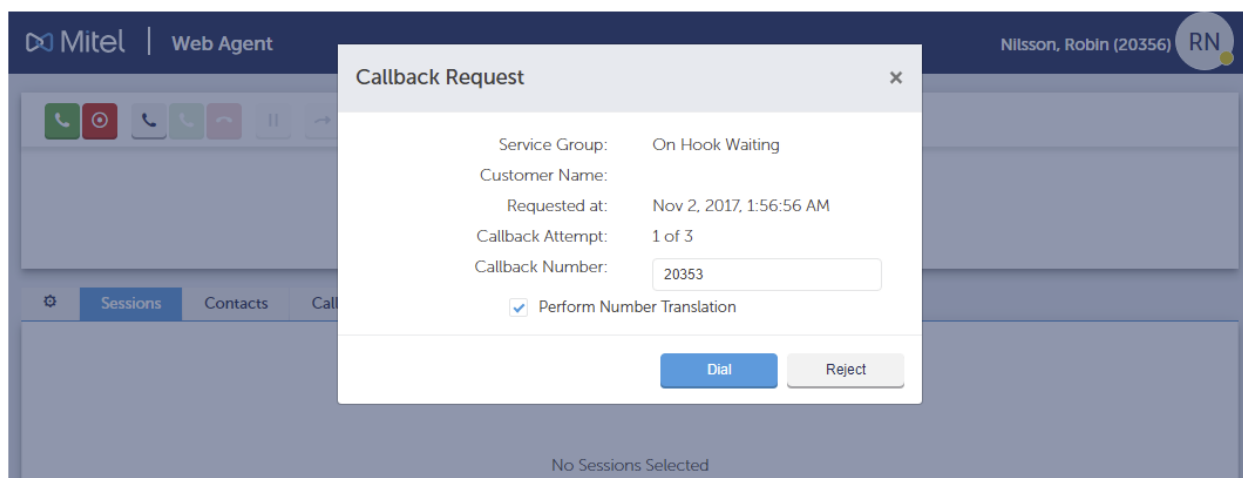 Mitel | Web Agent
Nilsson, Robin (20356) RN
Callback Request
Service Group: On Hook Waiting
Customer Name:
Requested at: Nov 2, 2017, 1:56:56 AM
Callback Attempt: 1 of 3
Callback Number: 20353
Perform Number Translation
Sessions Contacts Call
Dial Reject
No Sessions Selected